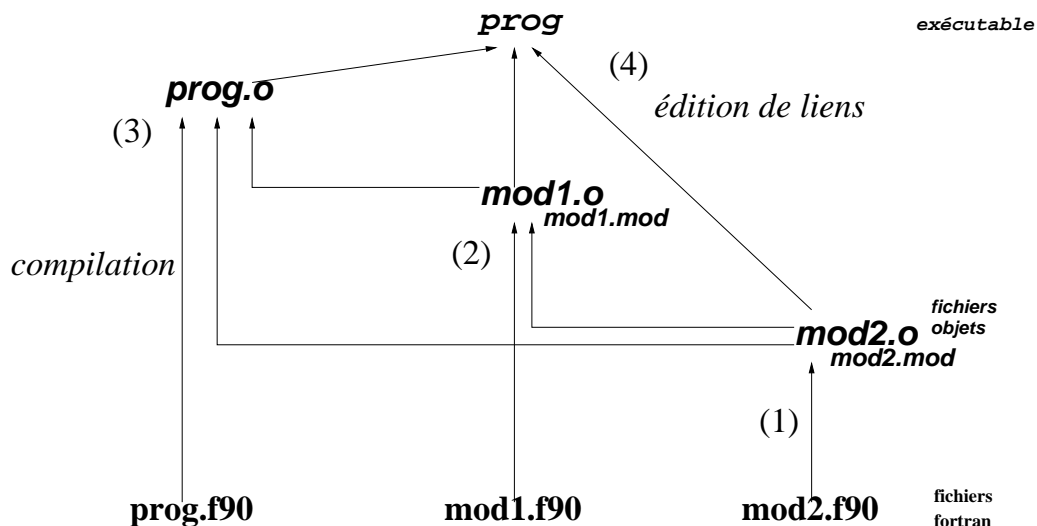 prog
exécutable
(4)
prog.o
édition de liens
(3)
mod1.o
mod1.mod
(2)
compilation
fichiers
objets
mod2.o
mod2.mod
(1)
prog.f90
mod1.f90
mod2.f90
fichiers
fortran